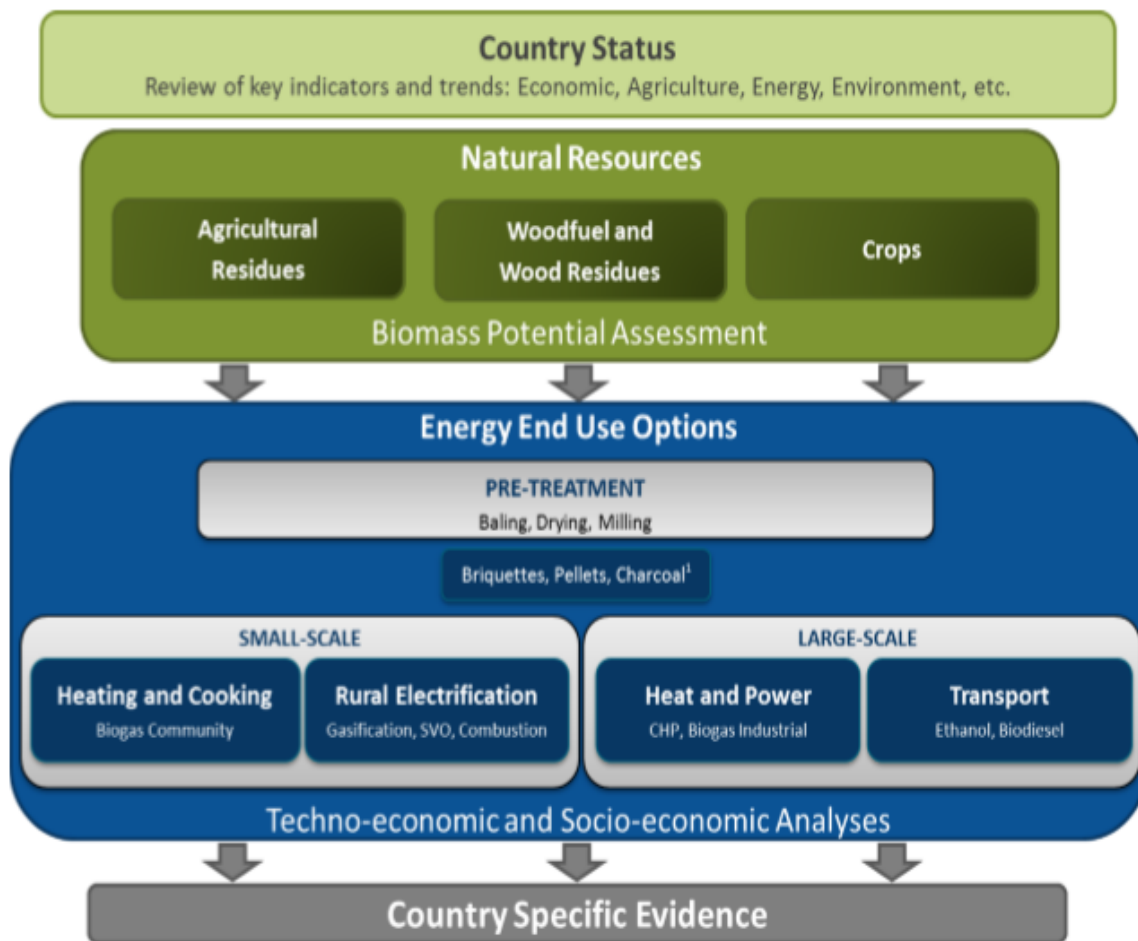 Country Status
Review of key indicators and trends: Economic, Agriculture, Energy, Environment, etc.
Natural Resources
Agricultural
Residues
Woodfuel and
Wood Residues
Crops
Biomass Potential Assessment
Energy End Use Options
PRE-TREATMENT
Baling, Drying, Milling
Briquettes, Pellets, Charcoal¹
SMALL-SCALE
Heating and Cooking
Biogas Community
Rural Electrification
Gasification, SVO, Combustion
LARGE-SCALE
Heat and Power
CHP, Biogas Industrial
Transport
Ethanol, Biodiesel
Techno-economic and Socio-economic Analyses
Country Specific Evidence